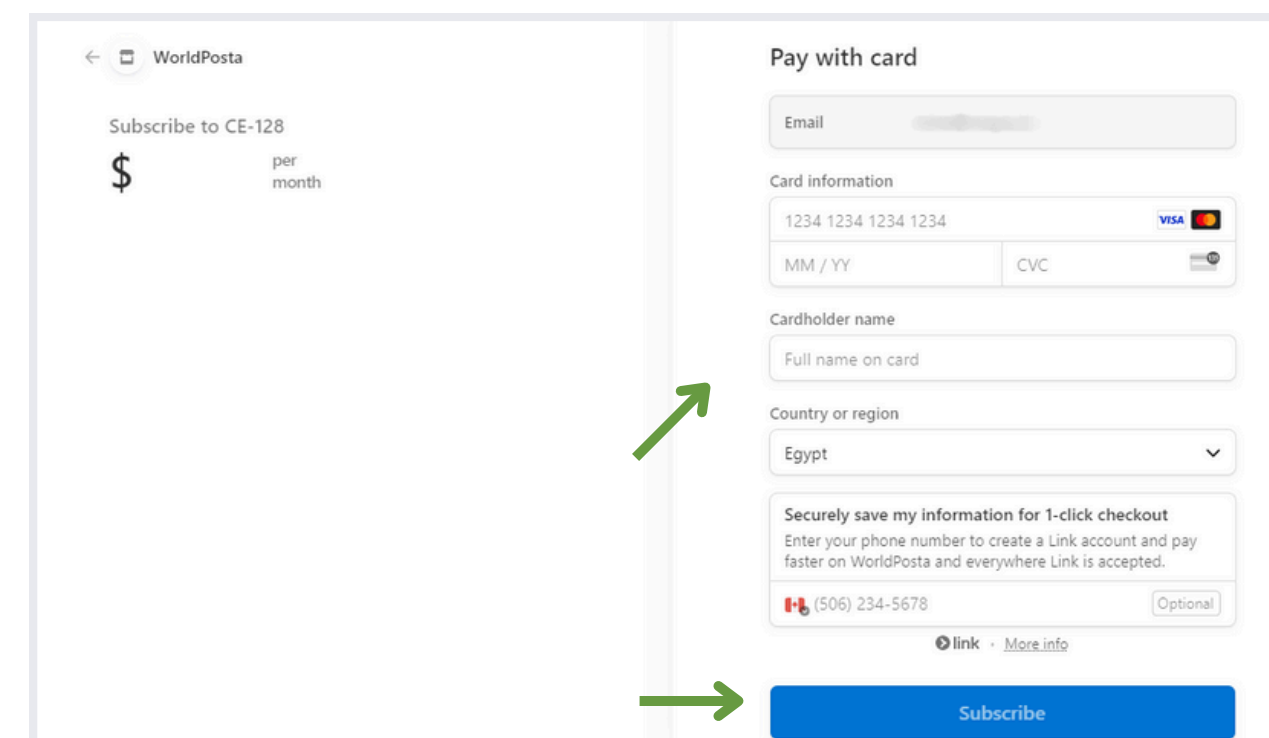 WorldPosta
Subscribe to CE-128
$
per
month
Pay with card
Email
Card information
1234 1234 1234 1234
VISA
MM / YY
CVC
Cardholder name
Full name on card
Country or region
Egypt
Securely save my information for 1-click checkout
Enter your phone number to create a Link account and pay
faster on WorldPosta and everywhere Link is accepted.
(506) 234-5678
Optional
link · More info
Subscribe